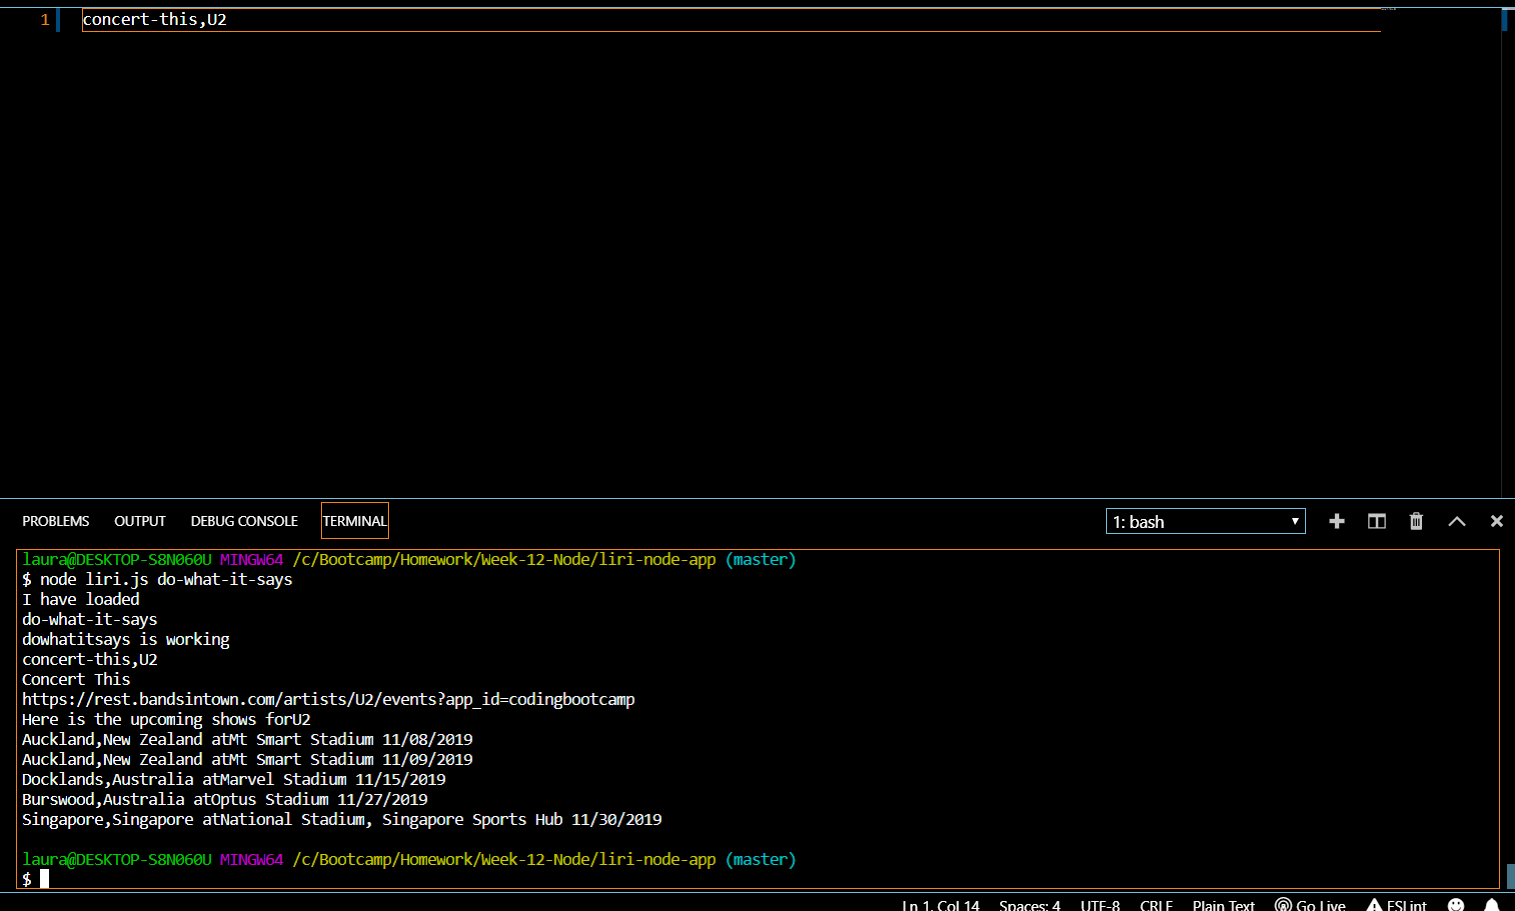 1 concert-this,U2
PROBLEMS OUTPUT DEBUG CONSOLE TERMINAL 1: bash
laura@DESKTOP-S8N060U MINGW64 /c/Bootcamp/Homework/Week-12-Node/liri-node-app (master)
$ node liri.js do-what-it-says
I have loaded
do-what-it-says
dowhatitsays is working
concert-this,U2
Concert This
https://rest.bandsintown.com/artists/U2/events?app_id=codingbootcamp
Here is the upcoming shows forU2
Auckland,New Zealand atMt Smart Stadium 11/08/2019
Auckland,New Zealand atMt Smart Stadium 11/09/2019
Docklands,Australia atMarvel Stadium 11/15/2019
Burswood,Australia atOptus Stadium 11/27/2019
Singapore,Singapore atNational Stadium, Singapore Sports Hub 11/30/2019
laura@DESKTOP-S8N060U MINGW64 /c/Bootcamp/Homework/Week-12-Node/liri-node-app (master)
$
Ln 1, Col 14 Spaces: 4 UTF-8 CRLF Plain Text Go Live ESLint